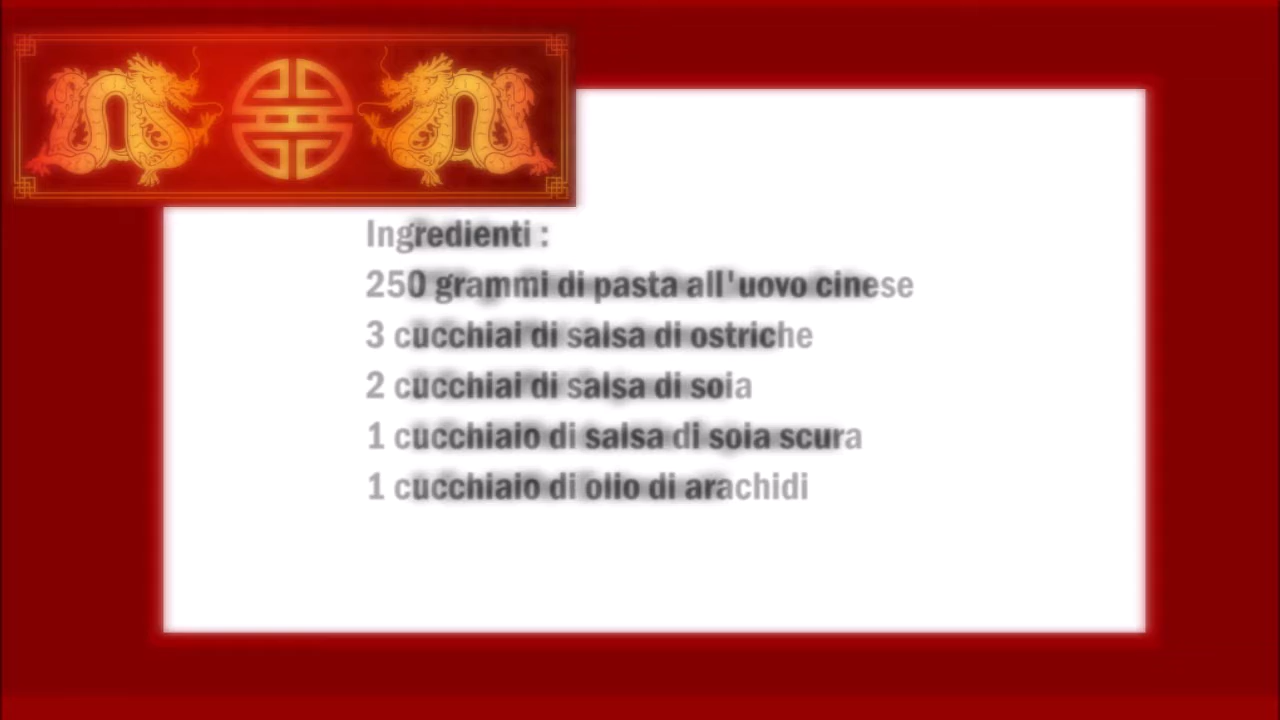 Ingredienti :
250 grammi di pasta all'uovo cinese
3 cucchiai di salsa di ostriche
2 cucchiai di salsa di soia
1 cucchiaio di salsa di soia scura
1 cucchiaio di olio di arachidi